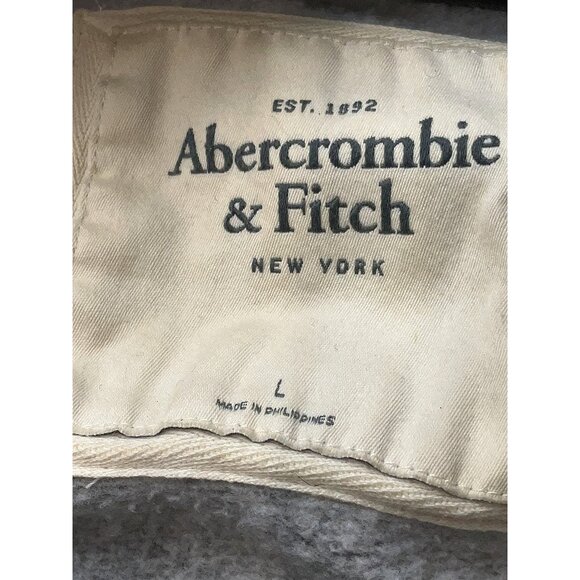 EST. 1892
Abercrombie
& Fitch
NEW YORK
L
MADE IN PHILIPPINES